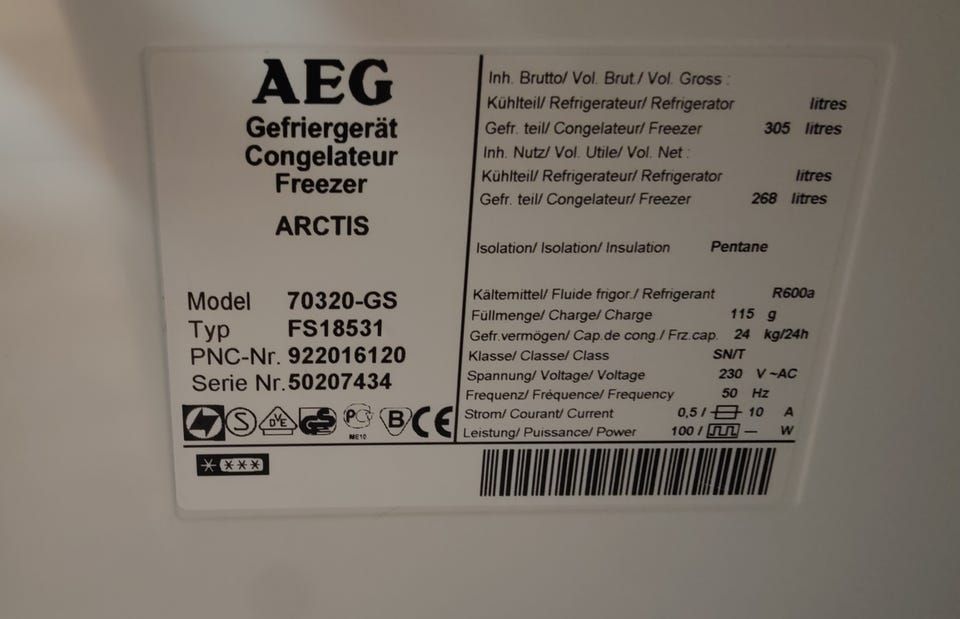 AEG
Gefriergerät
Congelateur
Freezer
ARCTIS
Model 70320-GS
Typ FS18531
PNC-Nr. 922016120
Serie Nr. 50207434
S DVE GS PC ME10 B CE
Inh. Brutto/ Vol. Brut./ Vol. Gross :
Kühlteil/ Refrigerateur/ Refrigerator litres
Gefr. teil/ Congelateur/ Freezer 305 litres
Inh. Nutz/ Vol. Utile/ Vol. Net :
Kühlteil/ Refrigerateur/ Refrigerator litres
Gefr. teil/ Congelateur/ Freezer 268 litres
Isolation/ Isolation/ Insulation Pentane
Kältemittel/ Fluide frigor./ Refrigerant R600a
Füllmenge/ Charge/ Charge 115 g
Gefr.vermögen/ Cap.de cong./ Frz.cap. 24 kg/24h
Klasse/ Classe/ Class SN/T
Spannung/ Voltage/ Voltage 230 V ~AC
Frequenz/ Fréquence/ Frequency 50 Hz
Strom/ Courant/ Current 0,5 / 10 A
Leistung/ Puissance/ Power 100 / — W